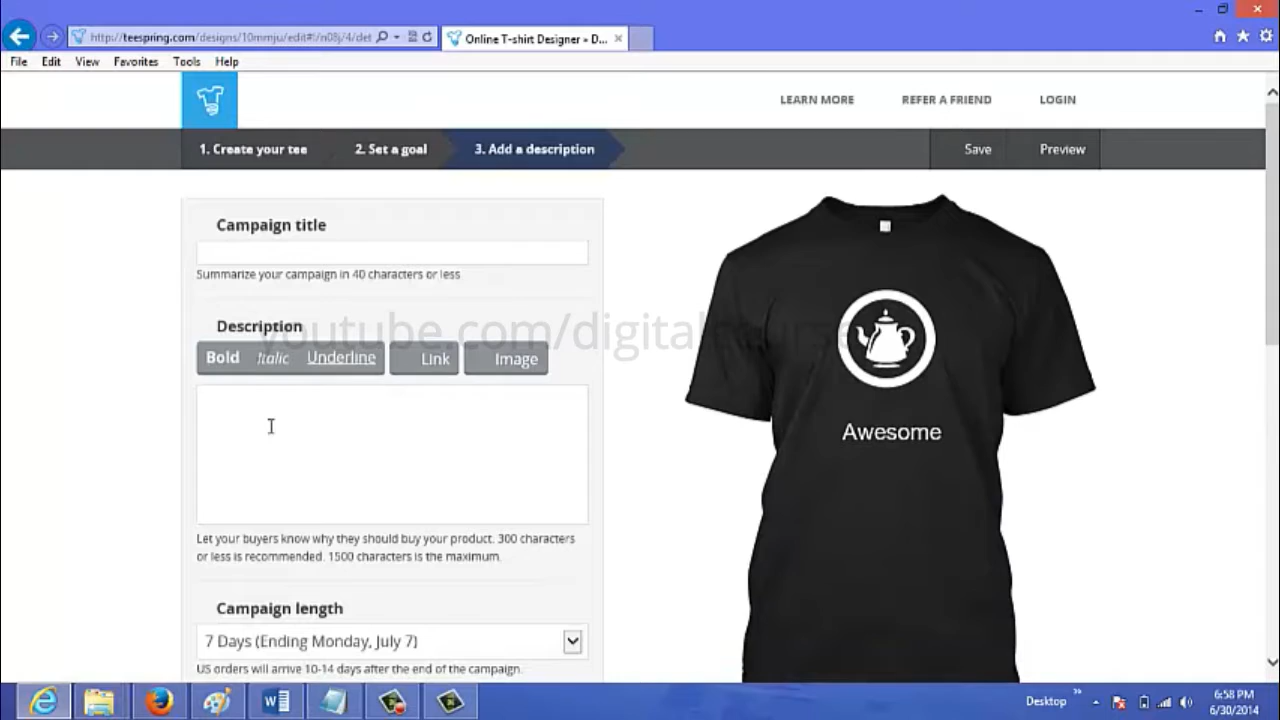 http://teespring.com/designs/10mmju/edit#!/n08j/4/det
Online T-shirt Designer » D...
File Edit View Favorites Tools Help
LEARN MORE REFER A FRIEND LOGIN
1. Create your tee 2. Set a goal 3. Add a description Save Preview
Campaign title
Summarize your campaign in 40 characters or less
Description
youtube.com/digital
Bold Italic Underline Link Image
Awesome
Let your buyers know why they should buy your product. 300 characters
or less is recommended. 1500 characters is the maximum.
Campaign length
7 Days (Ending Monday, July 7)
US orders will arrive 10-14 days after the end of the campaign.
Desktop
6:58 PM
6/30/2014